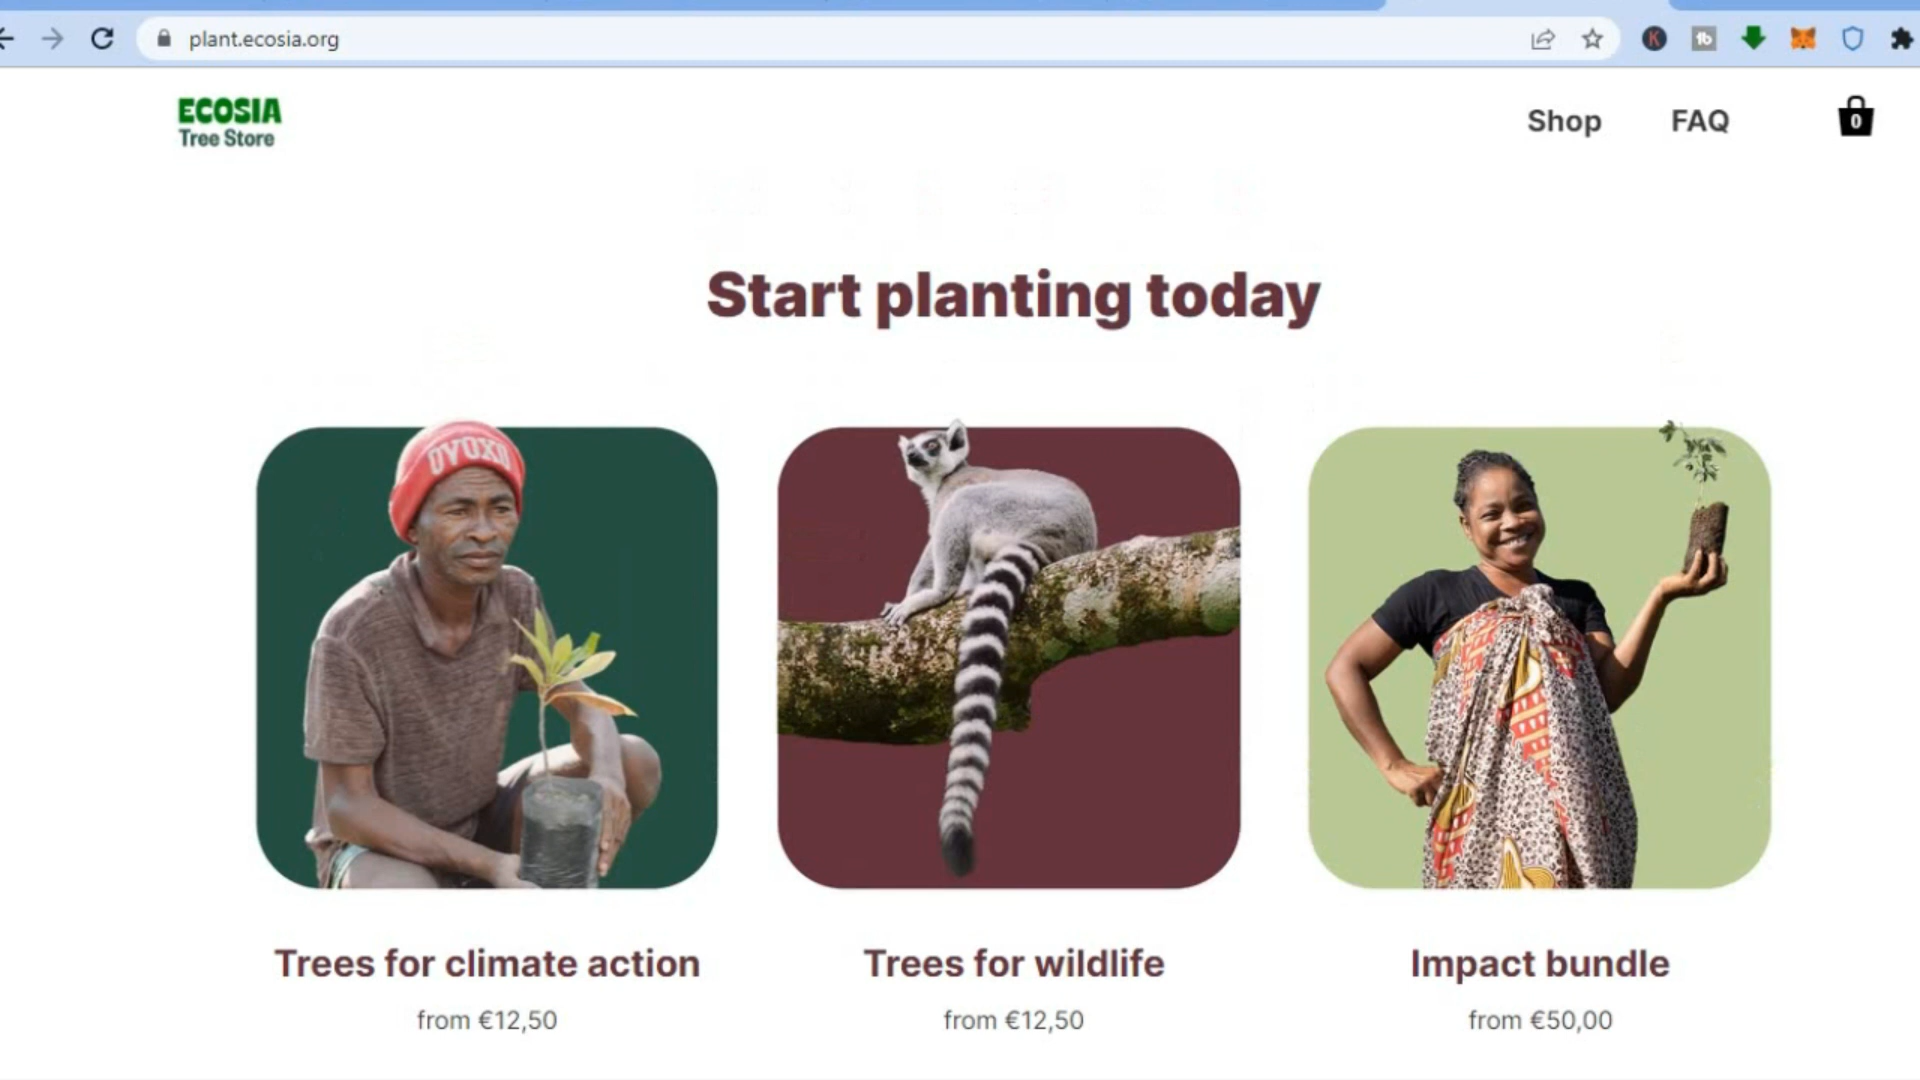 plant.ecosia.org
ECOSIA
Tree Store
Shop
FAQ
0
Start planting today
OVOXO
Trees for climate action
from €12,50
Trees for wildlife
from €12,50
Impact bundle
from €50,00